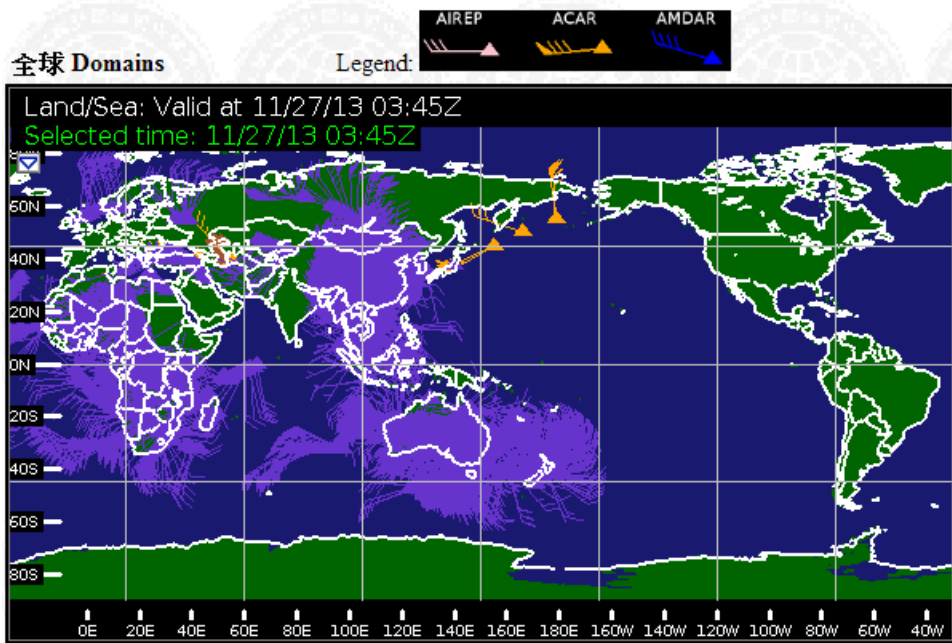 AIREP ACAR AMDAR
全球 Domains Legend:
Land/Sea: Valid at 11/27/13 03:45Z
Selected time: 11/27/13 03:45Z
60N
40N
20N
0N
20S
40S
60S
80S
0E 20E 40E 60E 80E 100E 120E 140E 160E 180E 160W 140W 120W 100W 80W 60W 40W